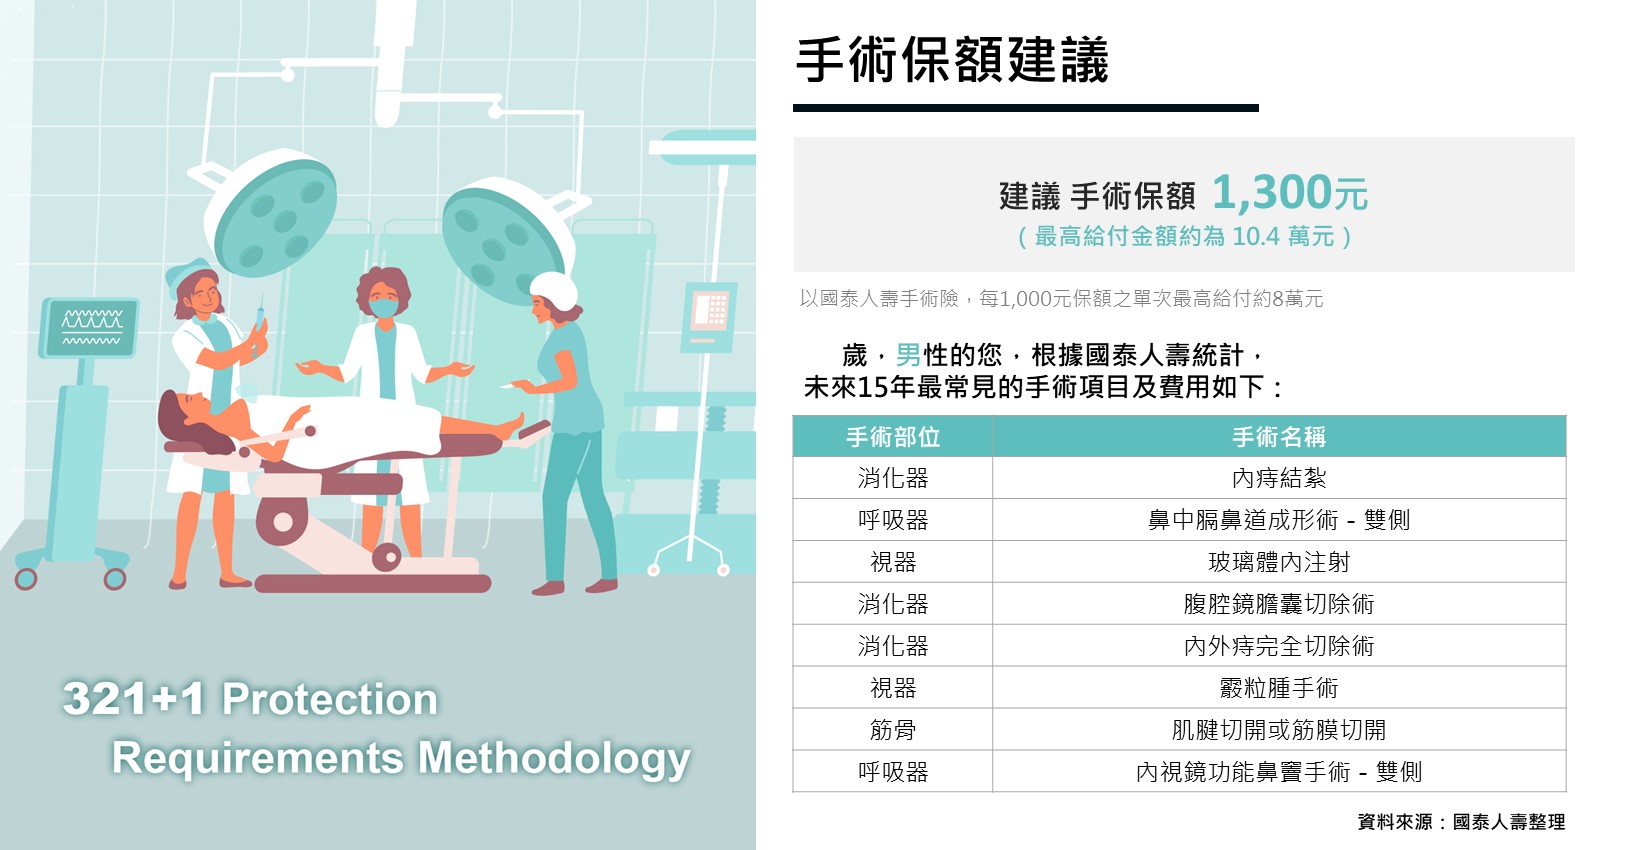 手術保額建議
建議 手術保額 1,300元
( 最高給付金額約為 10.4 萬元 )
以國泰人壽手術險，每1,000元保額之單次最高給付約8萬元
歲，男性的您，根據國泰人壽統計，
未來15年最常見的手術項目及費用如下：
手術部位 手術名稱
消化器 內痔結紮
呼吸器 鼻中膈鼻道成形術 - 雙側
視器 玻璃體內注射
消化器 腹腔鏡膽囊切除術
消化器 內外痔完全切除術
視器 霰粒腫手術
筋骨 肌腱切開或筋膜切開
呼吸器 內視鏡功能鼻竇手術 - 雙側
資料來源：國泰人壽整理
321+1 Protection
Requirements Methodology